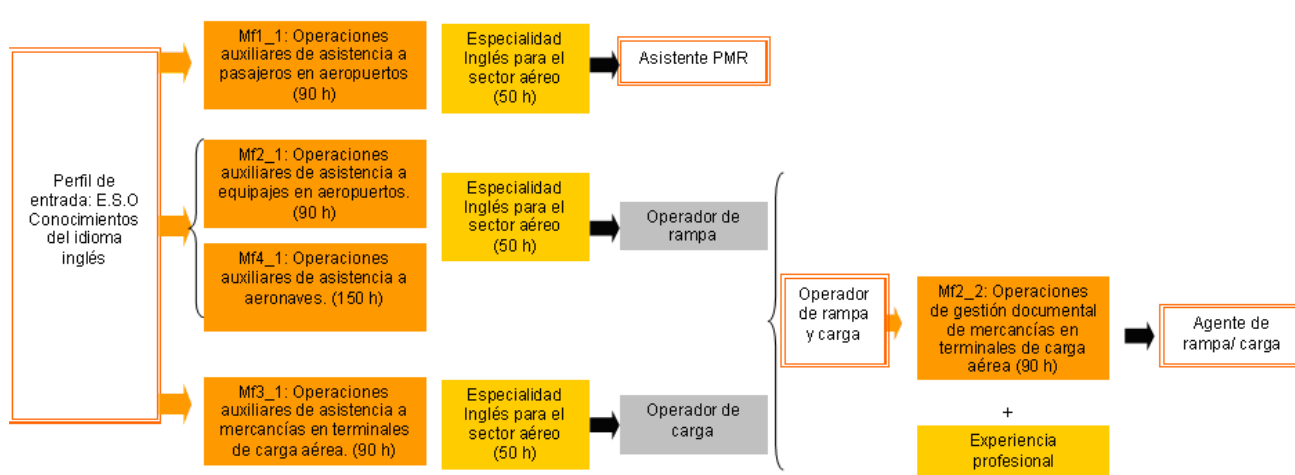 Perfil de
entrada: E.S.O
Conocimientos
del idioma
inglés
Mf1_1: Operaciones
auxiliares de asistencia a
pasajeros en aeropuertos
(90 h)
Especialidad
Inglés para el
sector aéreo
(50 h)
Asistente PMR
Mf2_1: Operaciones
auxiliares de asistencia a
equipajes en aeropuertos.
(90 h)
Mf4_1: Operaciones
auxiliares de asistencia a
aeronaves. (150 h)
Especialidad
Inglés para el
sector aéreo
(50 h)
Operador de
rampa
Mf3_1: Operaciones
auxiliares de asistencia a
mercancías en terminales
de carga aérea. (90 h)
Especialidad
Inglés para el
sector aéreo
(50 h)
Operador de
carga
Operador
de rampa
y carga
Mf2_2: Operaciones
de gestión documental
de mercancías en
terminales de carga
aérea (90 h)
+
Experiencia
profesional
Agente de
rampa/ carga